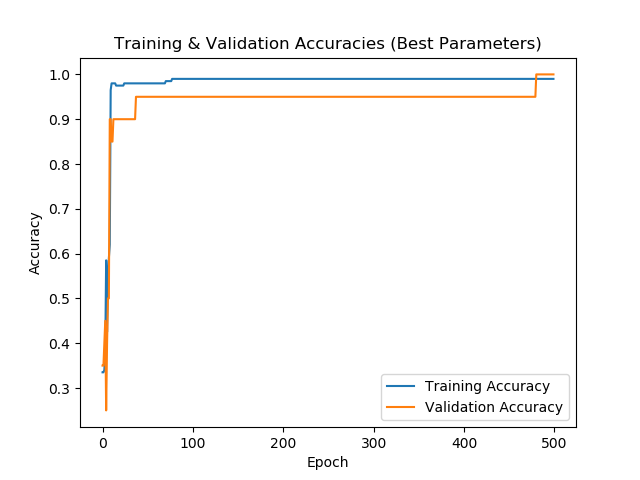 Training & Validation Accuracies (Best Parameters)
1.0
0.9
0.8
0.7
0.6
0.5
0.4
0.3
Accuracy
Training Accuracy
Validation Accuracy
0
100
200
300
400
500
Epoch